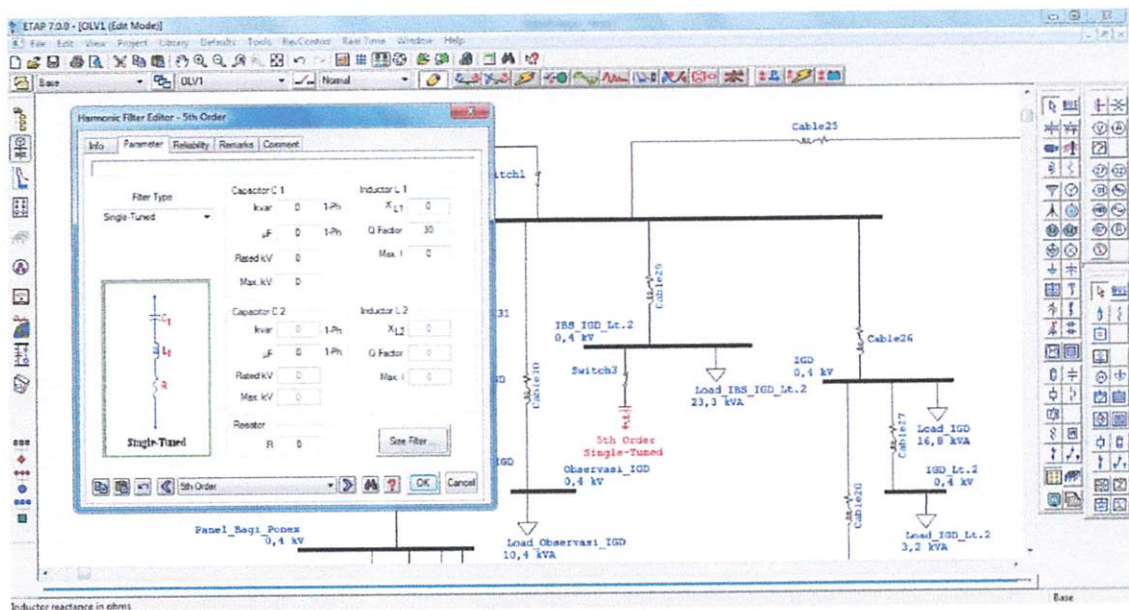 ETAP 7.0.0 - [OLV1 (Edit Mode)]
File Edit View Project Library Defaults Tools RevControl Real-Time Window Help
Base OLV1 Normal
Harmonic Filter Editor - 5th Order
Info Parameter Reliability Remarks Comment
Filter Type
Single-Tuned
Capacitor C 1
kvar 0 1-Ph
µF 0 1-Ph
Rated kV 0
Max. kV 0
Inductor L 1
XL1 0
Q Factor 30
Max. I 0
Capacitor C 2
kvar 0 1-Ph
µF 0 1-Ph
Rated kV 0
Max. kV 0
Inductor L 2
XL2 0
Q Factor 0
Max. I 0
Resistor
R 0
Size Filter...
C1
L1
R
Single-Tuned
5th Order
OK Cancel
itch1
Cable25
31
Cable29
Cable26
IBS_IGD_Lt.2
0,4 kV
Switch3
Load_IBS_IGD_Lt.2
23,3 kVA
5th Order
Single-Tuned
IGD
0,4 kV
Load_IGD
16,8 kVA
Cable27
IGD_Lt.2
0,4 kV
Load_IGD_Lt.2
3,2 kVA
IGD
Observasi_IGD
0,4 kV
Load_Observasi_IGD
10,4 kVA
Panel_Bagi_Ponex
0,4 kV
Inductor reactance in ohms
Base